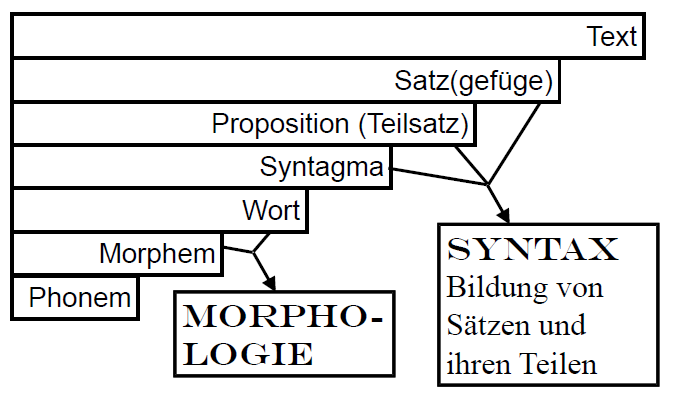 Text
Satz(gefüge)
Proposition (Teilsatz)
Syntagma
Wort
Morphem
Phonem
MORPHO-
LOGIE
SYNTAX
Bildung von
Sätzen und
ihren Teilen